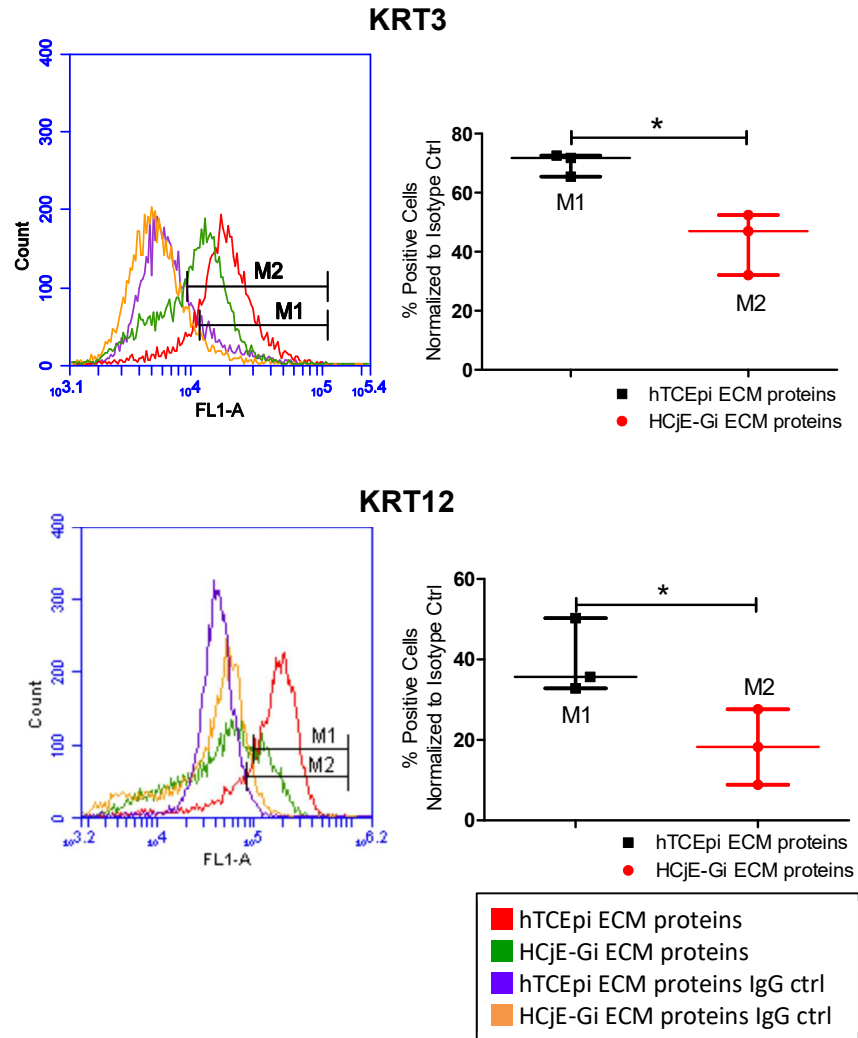 KRT3
400
300
200
100
0
Count
M2
M1
10^3.1
10^4
10^5
10^5.4
FL1-A
80
60
40
20
0
% Positive Cells
Normalized to Isotype Ctrl
*
M1
M2
hTCEpi ECM proteins
HCjE-Gi ECM proteins
KRT12
400
300
200
100
0
Count
M1
M2
10^3.2
10^4
10^5
10^6.2
FL1-A
60
40
20
0
% Positive Cells
Normalized to Isotype Ctrl
*
M1
M2
hTCEpi ECM proteins
HCjE-Gi ECM proteins
hTCEpi ECM proteins
HCjE-Gi ECM proteins
hTCEpi ECM proteins IgG ctrl
HCjE-Gi ECM proteins IgG ctrl